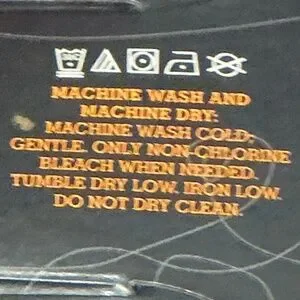 MACHINE WASH AND
MACHINE DRY:
MACHINE WASH COLD,
GENTLE. ONLY NON-CHLORINE
BLEACH WHEN NEEDED.
TUMBLE DRY LOW. IRON LOW.
DO NOT DRY CLEAN.